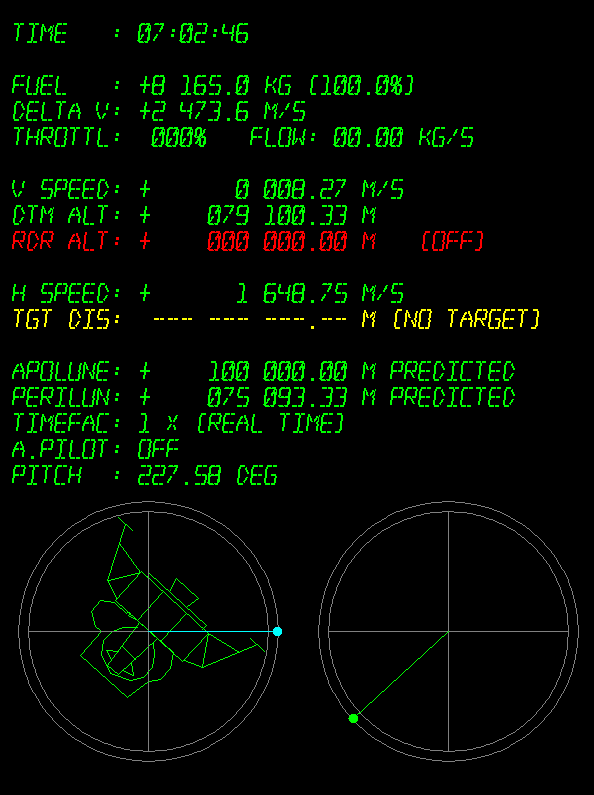 TIME   : 07:02:46
FUEL   : +8 165.0 KG (100.0%)
DELTA V: +2 473.6 M/S
THROTTL:  000%   FLOW: 00.00 KG/S
V SPEED: +      0 008.27 M/S
DTM ALT: +    079 100.33 M
RDR ALT: +    000 000.00 M   (OFF)
H SPEED: +      1 648.75 M/S
TGT DIS:  --- --- ---.-- M (NO TARGET)
APOLUNE: +    100 000.00 M PREDICTED
PERILUN: +    075 093.33 M PREDICTED
TIMEFAC: 1 X (REAL TIME)
A.PILOT: OFF
PITCH  : 227.58 DEG